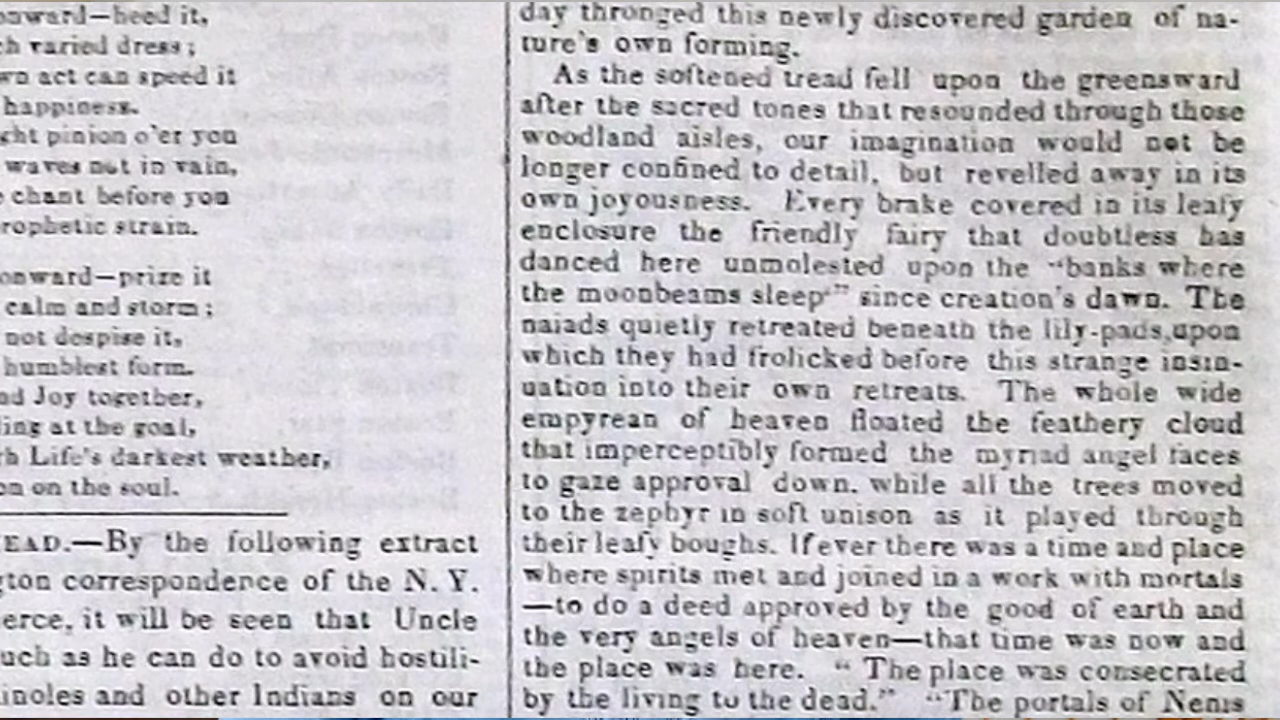 onward—heed it,
varied dress;
own act can speed it
happiness.
pinion o'er you
waves not in vain,
chant before you
prophetic strain.
onward—prize it
calm and storm;
not despise it,
humblest form.
Joy together,
at the goal,
Life's darkest weather,
on on the soul.
EAD.—By the following extract
gton correspondence of the N. Y.
erce, it will be seen that Uncle
uch as he can do to avoid hostili-
inoles and other Indians on our
day thronged this newly discovered garden of na-
ture's own forming.
As the softened tread fell upon the greensward
after the sacred tones that resounded through those
woodland aisles, our imagination would not be
longer confined to detail, but revelled away in its
own joyousness. Every brake covered in its leafy
enclosure the friendly fairy that doubtless has
danced here unmolested upon the "banks where
the moonbeams sleep'" since creation's dawn. The
naiads quietly retreated beneath the lily-pads,upon
which they had frolicked before this strange insin-
uation into their own retreats. The whole wide
empyrean of heaven floated the feathery cloud
that imperceptibly formed the myriad angel faces
to gaze approval down, while all the trees moved
to the zephyr in soft unison as it played through
their leafy boughs. If ever there was a time and place
where spirits met and joined in a work with mortals
—to do a deed approved by the good of earth and
the very angels of heaven—that time was now and
the place was here. "The place was consecrated
by the living to the dead." "The portals of Nemis